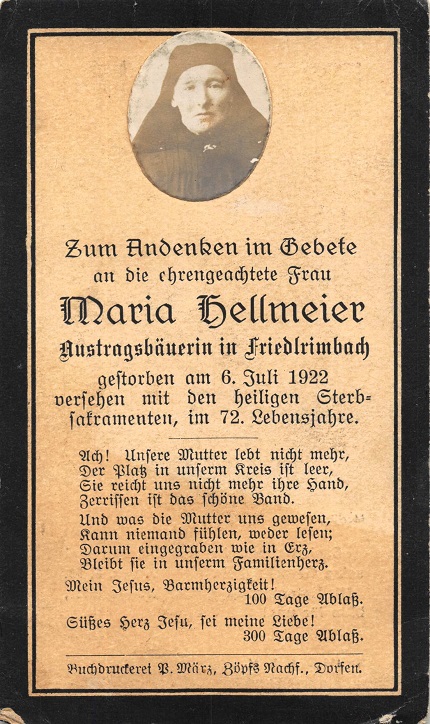 Zum Andenken im Gebete
an die ehrengeachtete Frau
Maria Hellmeier
Austragsbäuerin in Friedlrimbach
gestorben am 6. Juli 1922
versehen mit den heiligen Sterb-
sakramenten, im 72. Lebensjahre.
Ach! Unsere Mutter lebt nicht mehr,
Der Platz in unserm Kreis ist leer,
Sie reicht uns nicht mehr ihre Hand,
Zerrissen ist das schöne Band.
Und was die Mutter uns gewesen,
Kann niemand fühlen, weder lesen;
Darum eingegraben wie in Erz,
Bleibt sie in unserm Familienherz.
Mein Jesus, Barmherzigkeit!
100 Tage Ablaß.
Süßes Herz Jesu, sei meine Liebe!
300 Tage Ablaß.
Buchdruckerei P. März, Zöpfs Nachf., Dorfen.